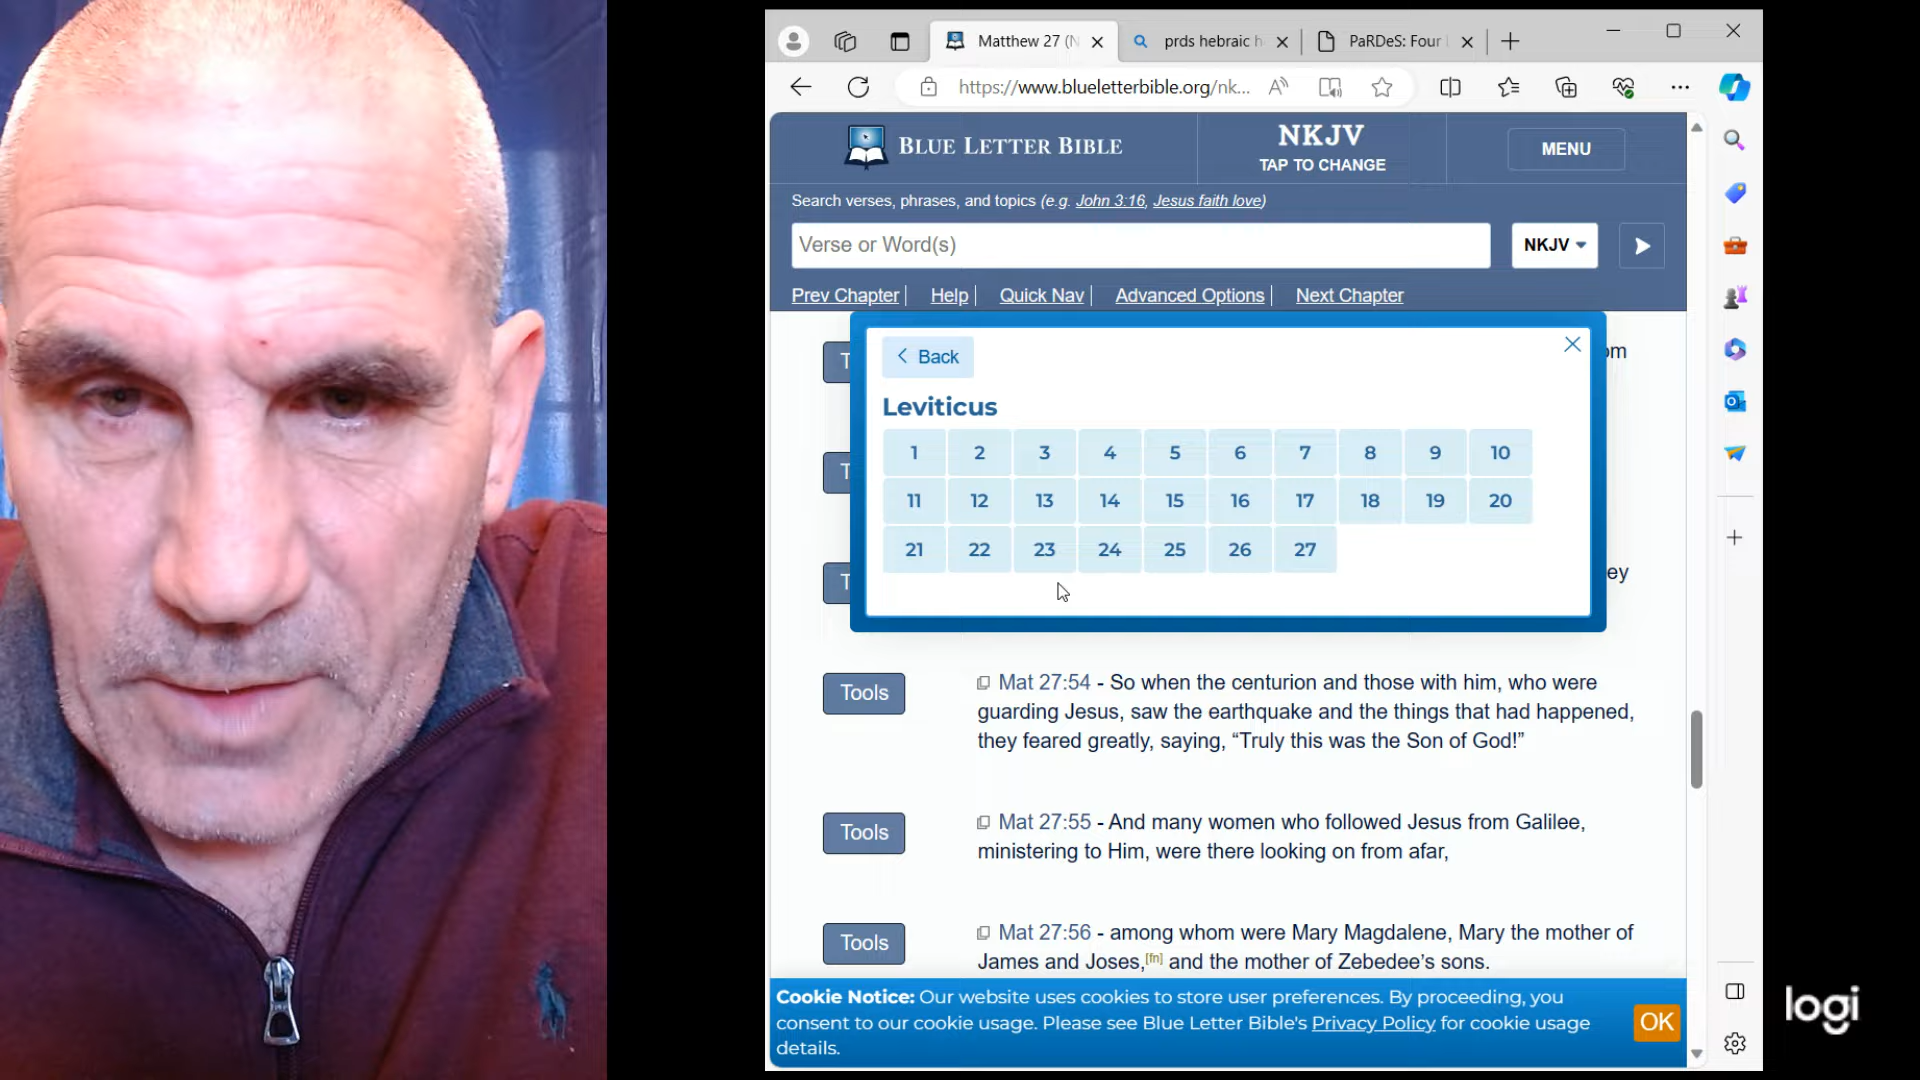 Matthew 27 (N
prds hebraic h
PaRDeS: Four
https://www.blueletterbible.org/nk...
BLUE LETTER BIBLE
NKJV
TAP TO CHANGE
MENU
Search verses, phrases, and topics (e.g. John 3:16, Jesus faith love)
Verse or Word(s)
NKJV
Prev Chapter| Help| Quick Nav| Advanced Options| Next Chapter
T
om
Back
Leviticus
1 2 3 4 5 6 7 8 9 10
T
11 12 13 14 15 16 17 18 19 20
21 22 23 24 25 26 27
T
ey
Tools
Mat 27:54 - So when the centurion and those with him, who were
guarding Jesus, saw the earthquake and the things that had happened,
they feared greatly, saying, “Truly this was the Son of God!”
Tools
Mat 27:55 - And many women who followed Jesus from Galilee,
ministering to Him, were there looking on from afar,
Tools
Mat 27:56 - among whom were Mary Magdalene, Mary the mother of
James and Joses,[fn] and the mother of Zebedee’s sons.
Cookie Notice: Our website uses cookies to store user preferences. By proceeding, you
consent to our cookie usage. Please see Blue Letter Bible's Privacy Policy for cookie usage
details.
OK
logi